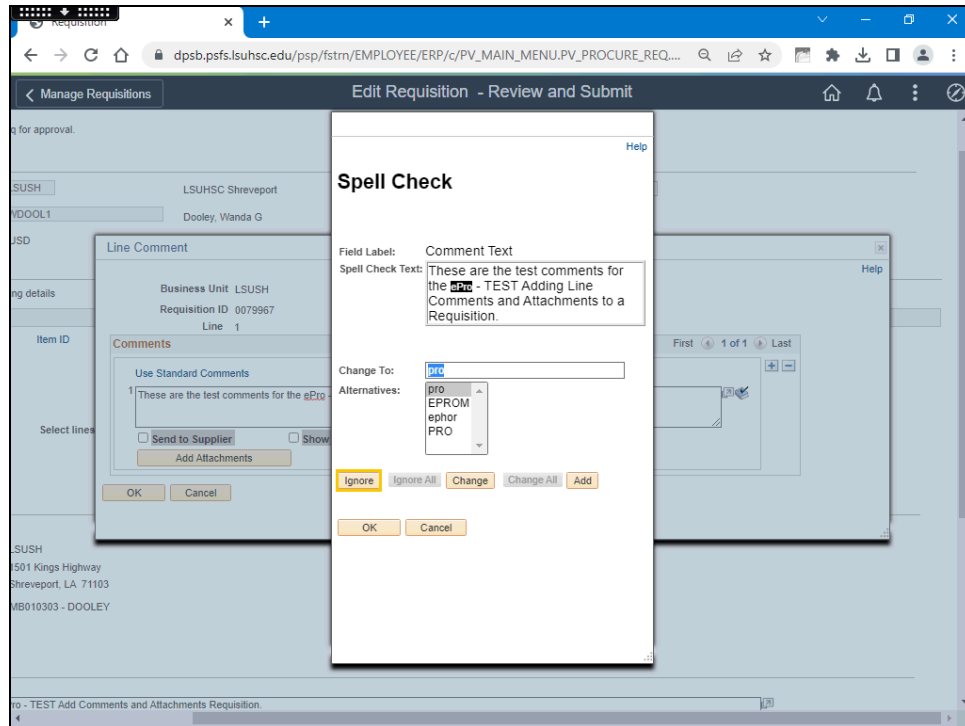 Requisition
dpsb.psfs.lsuhsc.edu/psp/fstrn/EMPLOYEE/ERP/c/PV_MAIN_MENU.PV_PROCURE_REQ....
Manage Requisitions
Edit Requisition - Review and Submit
q for approval.
Help
Spell Check
LSUSH
LSUHSC Shreveport
WDOOL1
Dooley, Wanda G
USD
Line Comment
Help
Field Label: Comment Text
Spell Check Text: These are the test comments for
the ePro - TEST Adding Line
Comments and Attachments to a
Requisition.
ng details
Business Unit LSUSH
Requisition ID 0079967
Line 1
Item ID
Comments
First 1 of 1 Last
Use Standard Comments
1 These are the test comments for the ePro -
Change To: pro
Alternatives: pro
EPROM
ephor
PRO
Select lines
Send to Supplier
Show
Add Attachments
Ignore Ignore All Change Change All Add
OK Cancel
OK Cancel
LSUSH
1501 Kings Highway
Shreveport, LA 71103
MB010303 - DOOLEY
ro - TEST Add Comments and Attachments Requisition.